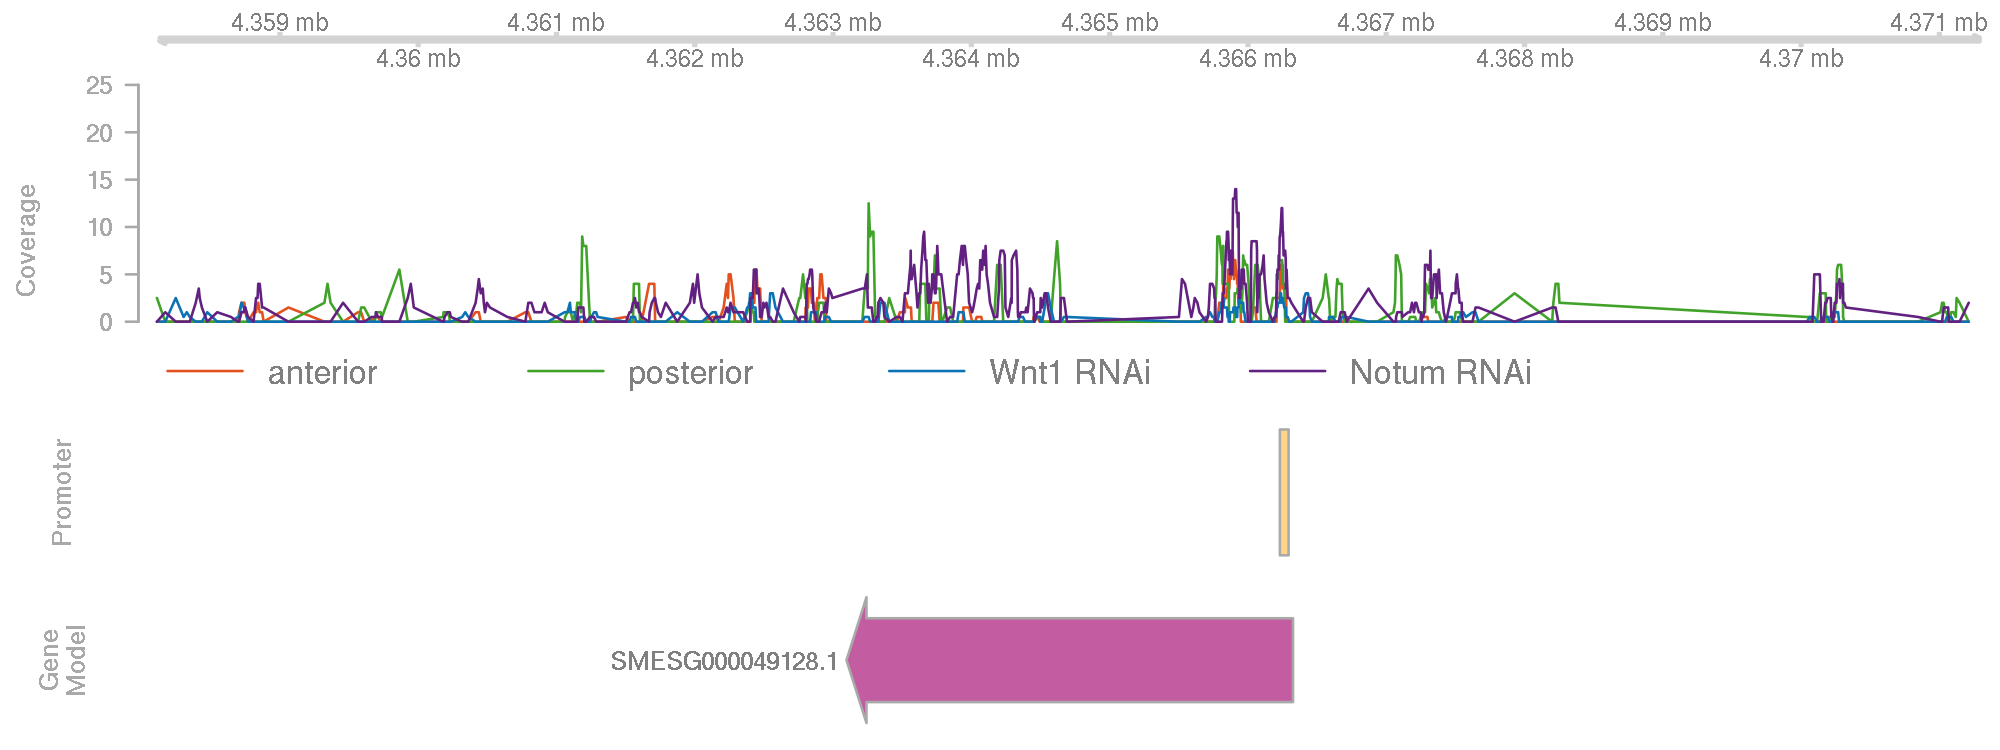 4.359 mb 4.361 mb 4.363 mb 4.365 mb 4.367 mb 4.369 mb 4.371 mb
4.36 mb 4.362 mb 4.364 mb 4.366 mb 4.368 mb 4.37 mb
25
20
15
10
5
0
Coverage
anterior posterior Wnt1 RNAi Notum RNAi
Promoter
Gene
Model
SMESG000049128.1